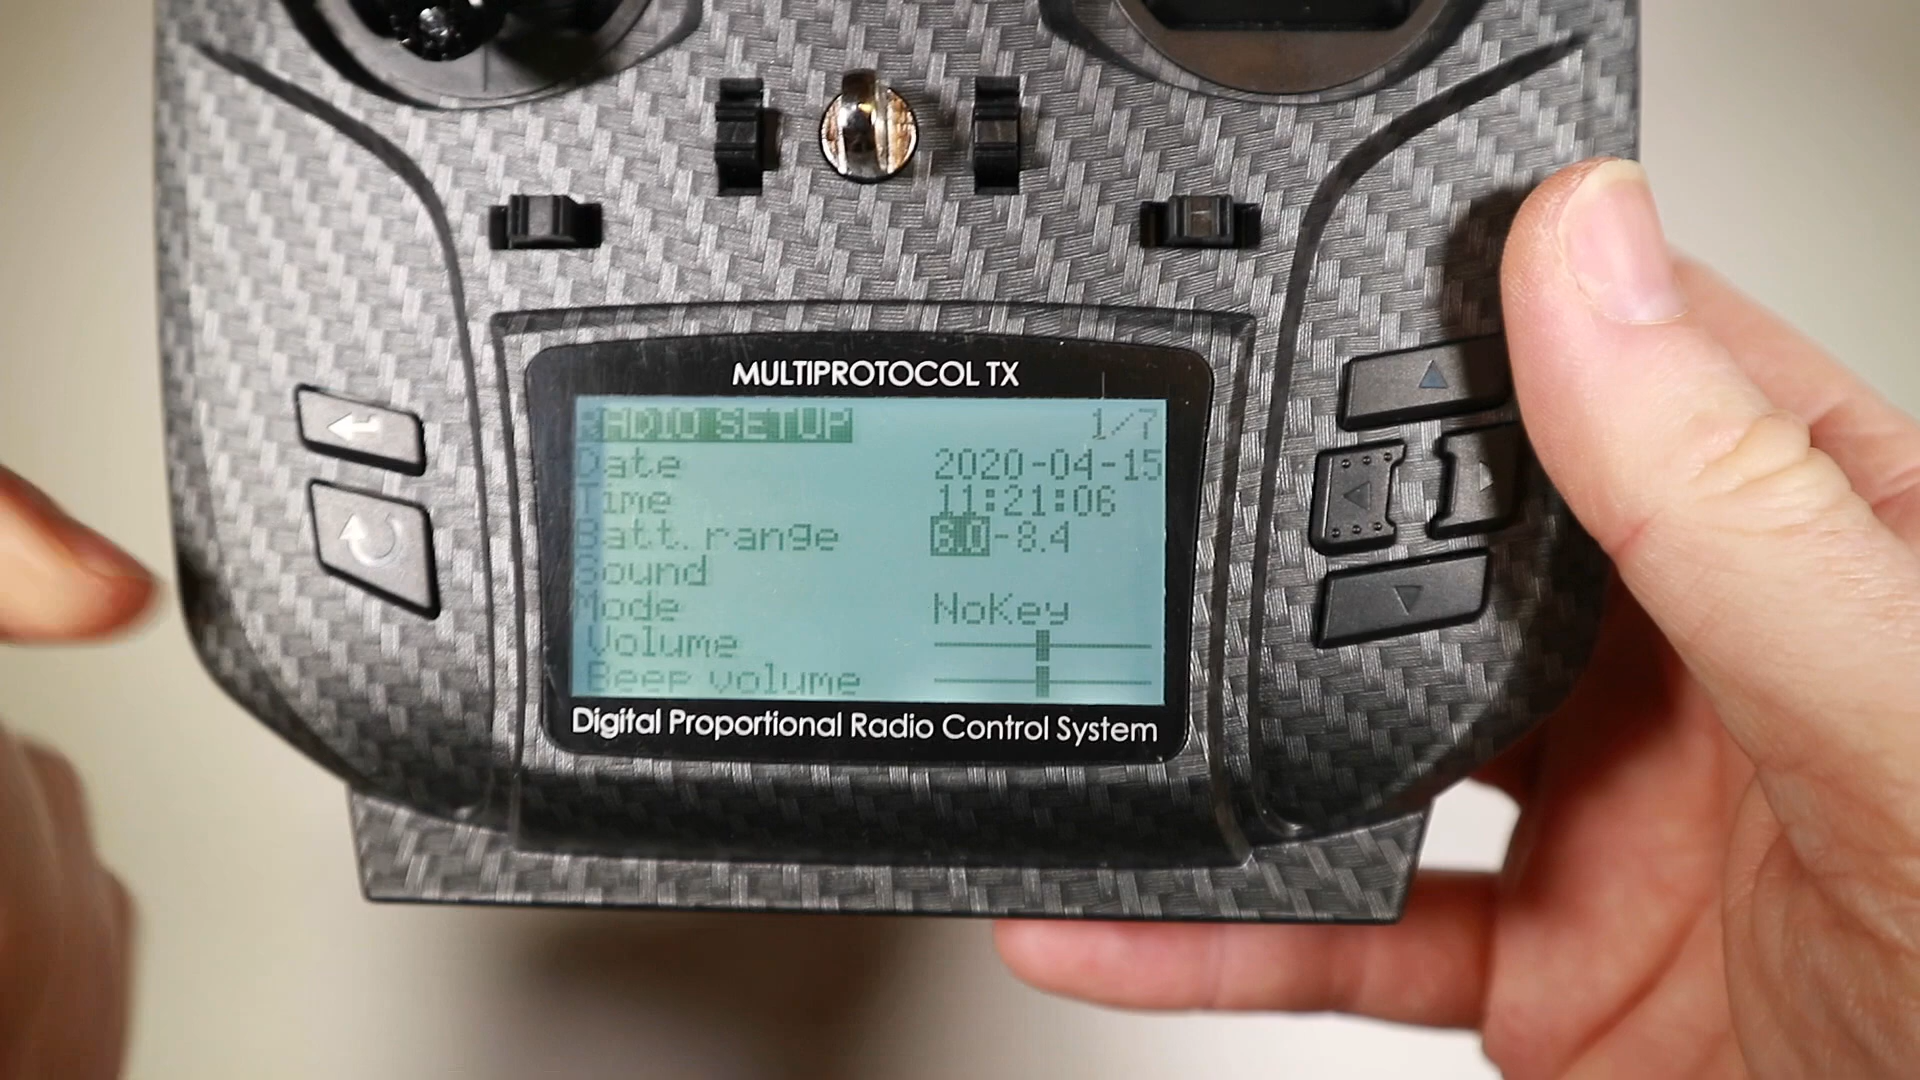 MULTIPROTOCOL TX
RADIO SETUP 1/7
Date 2020-04-15
Time 11:21:06
Batt. range 6.0-8.4
Sound
Mode NoKey
Volume
Beep volume
Digital Proportional Radio Control System